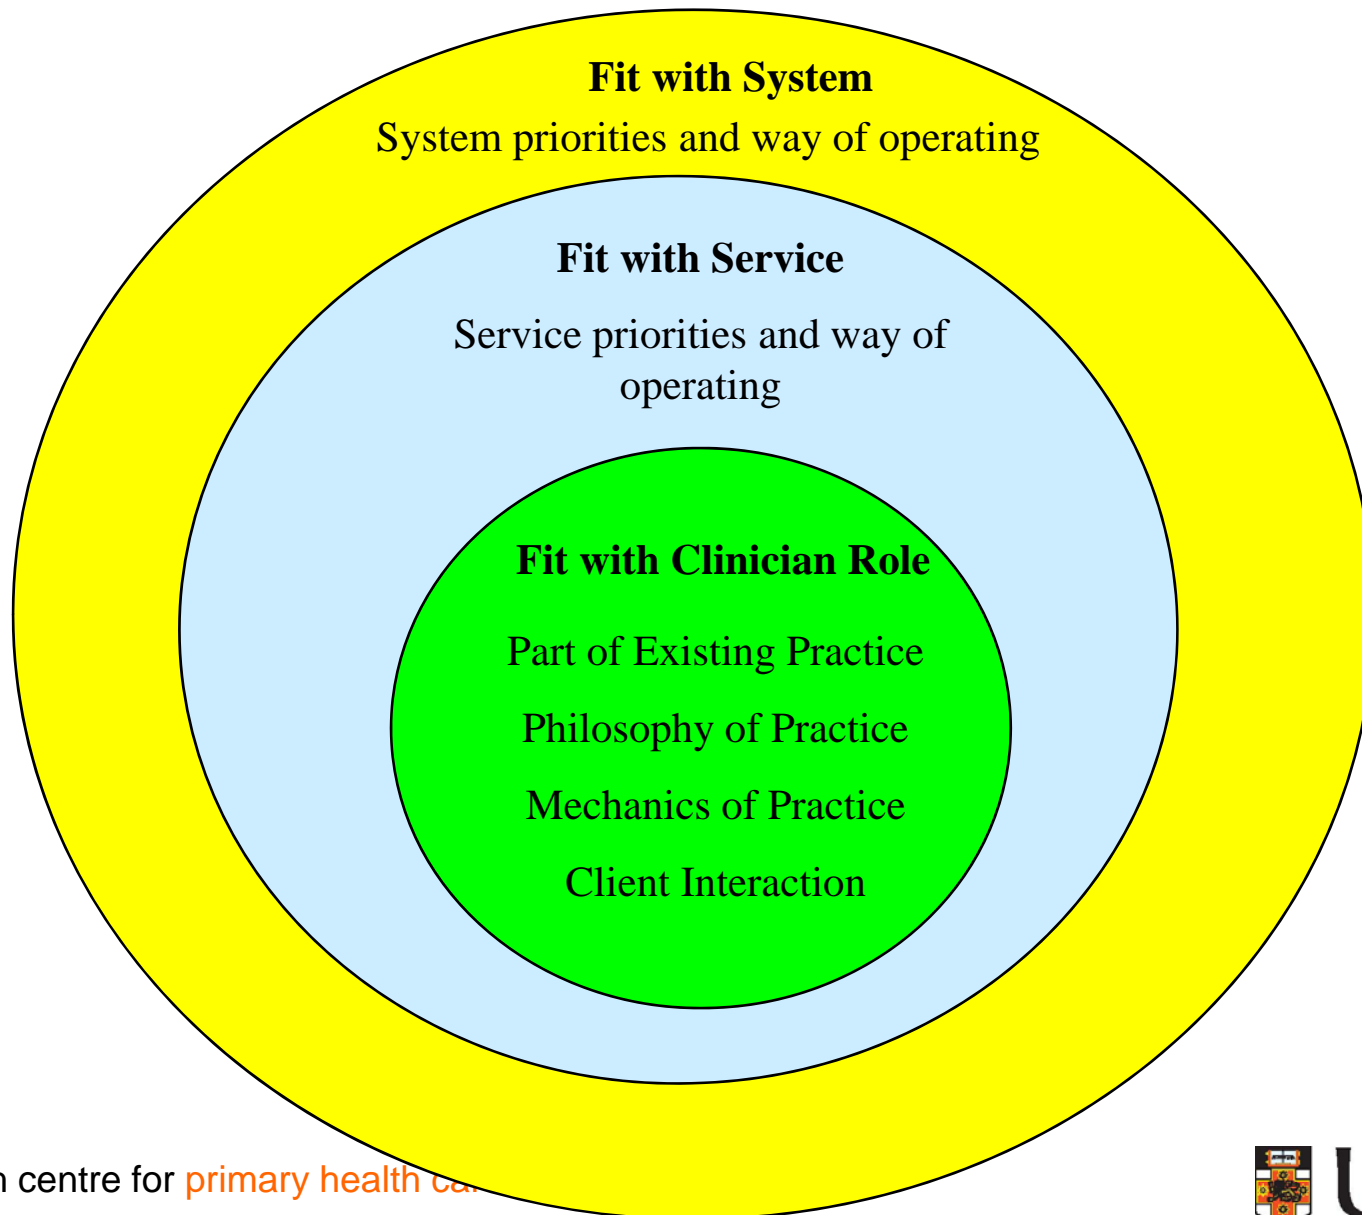 Fit with System
System priorities and way of operating
Fit with Service
Service priorities and way of
operating
Fit with Clinician Role
Part of Existing Practice
Philosophy of Practice
Mechanics of Practice
Client Interaction
centre for primary health
U